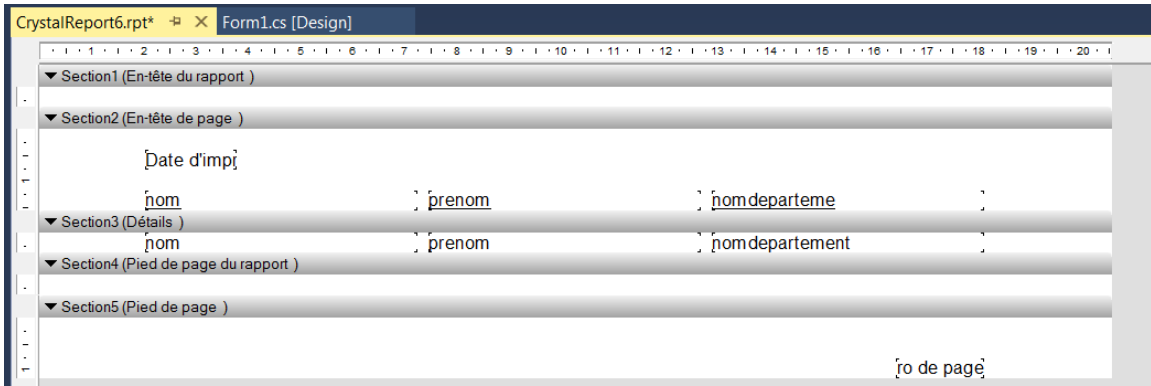 CrystalReport6.rpt* Form1.cs [Design]
1 2 3 4 5 6 7 8 9 10 11 12 13 14 15 16 17 18 19 20
Section1 (En-tête du rapport )
Section2 (En-tête de page )
Date d'impr
nom prenom nomdeparteme
Section3 (Détails )
nom prenom nomdepartement
Section4 (Pied de page du rapport )
Section5 (Pied de page )
ro de page